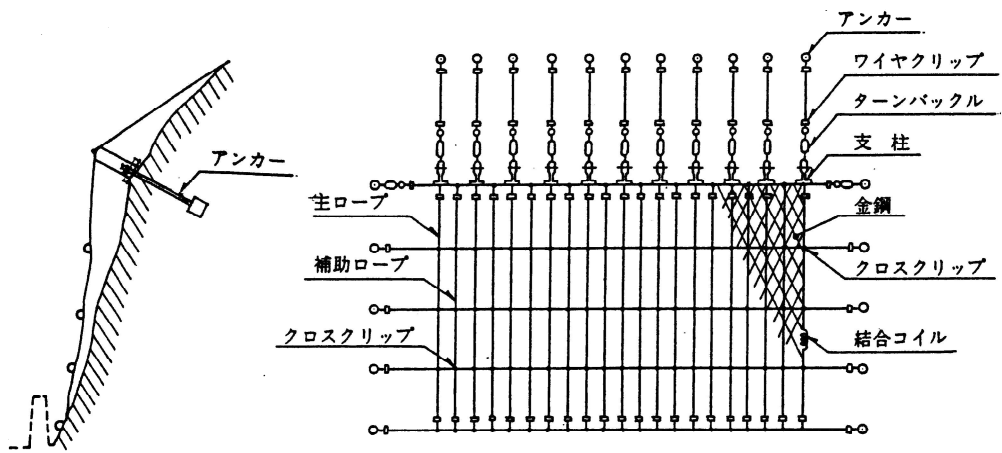 アンカー
ワイヤクリップ
ターンバックル
支柱
アンカー
主ロープ
金鋼
補助ロープ
クロスクリップ
クロスクリップ
結合コイル